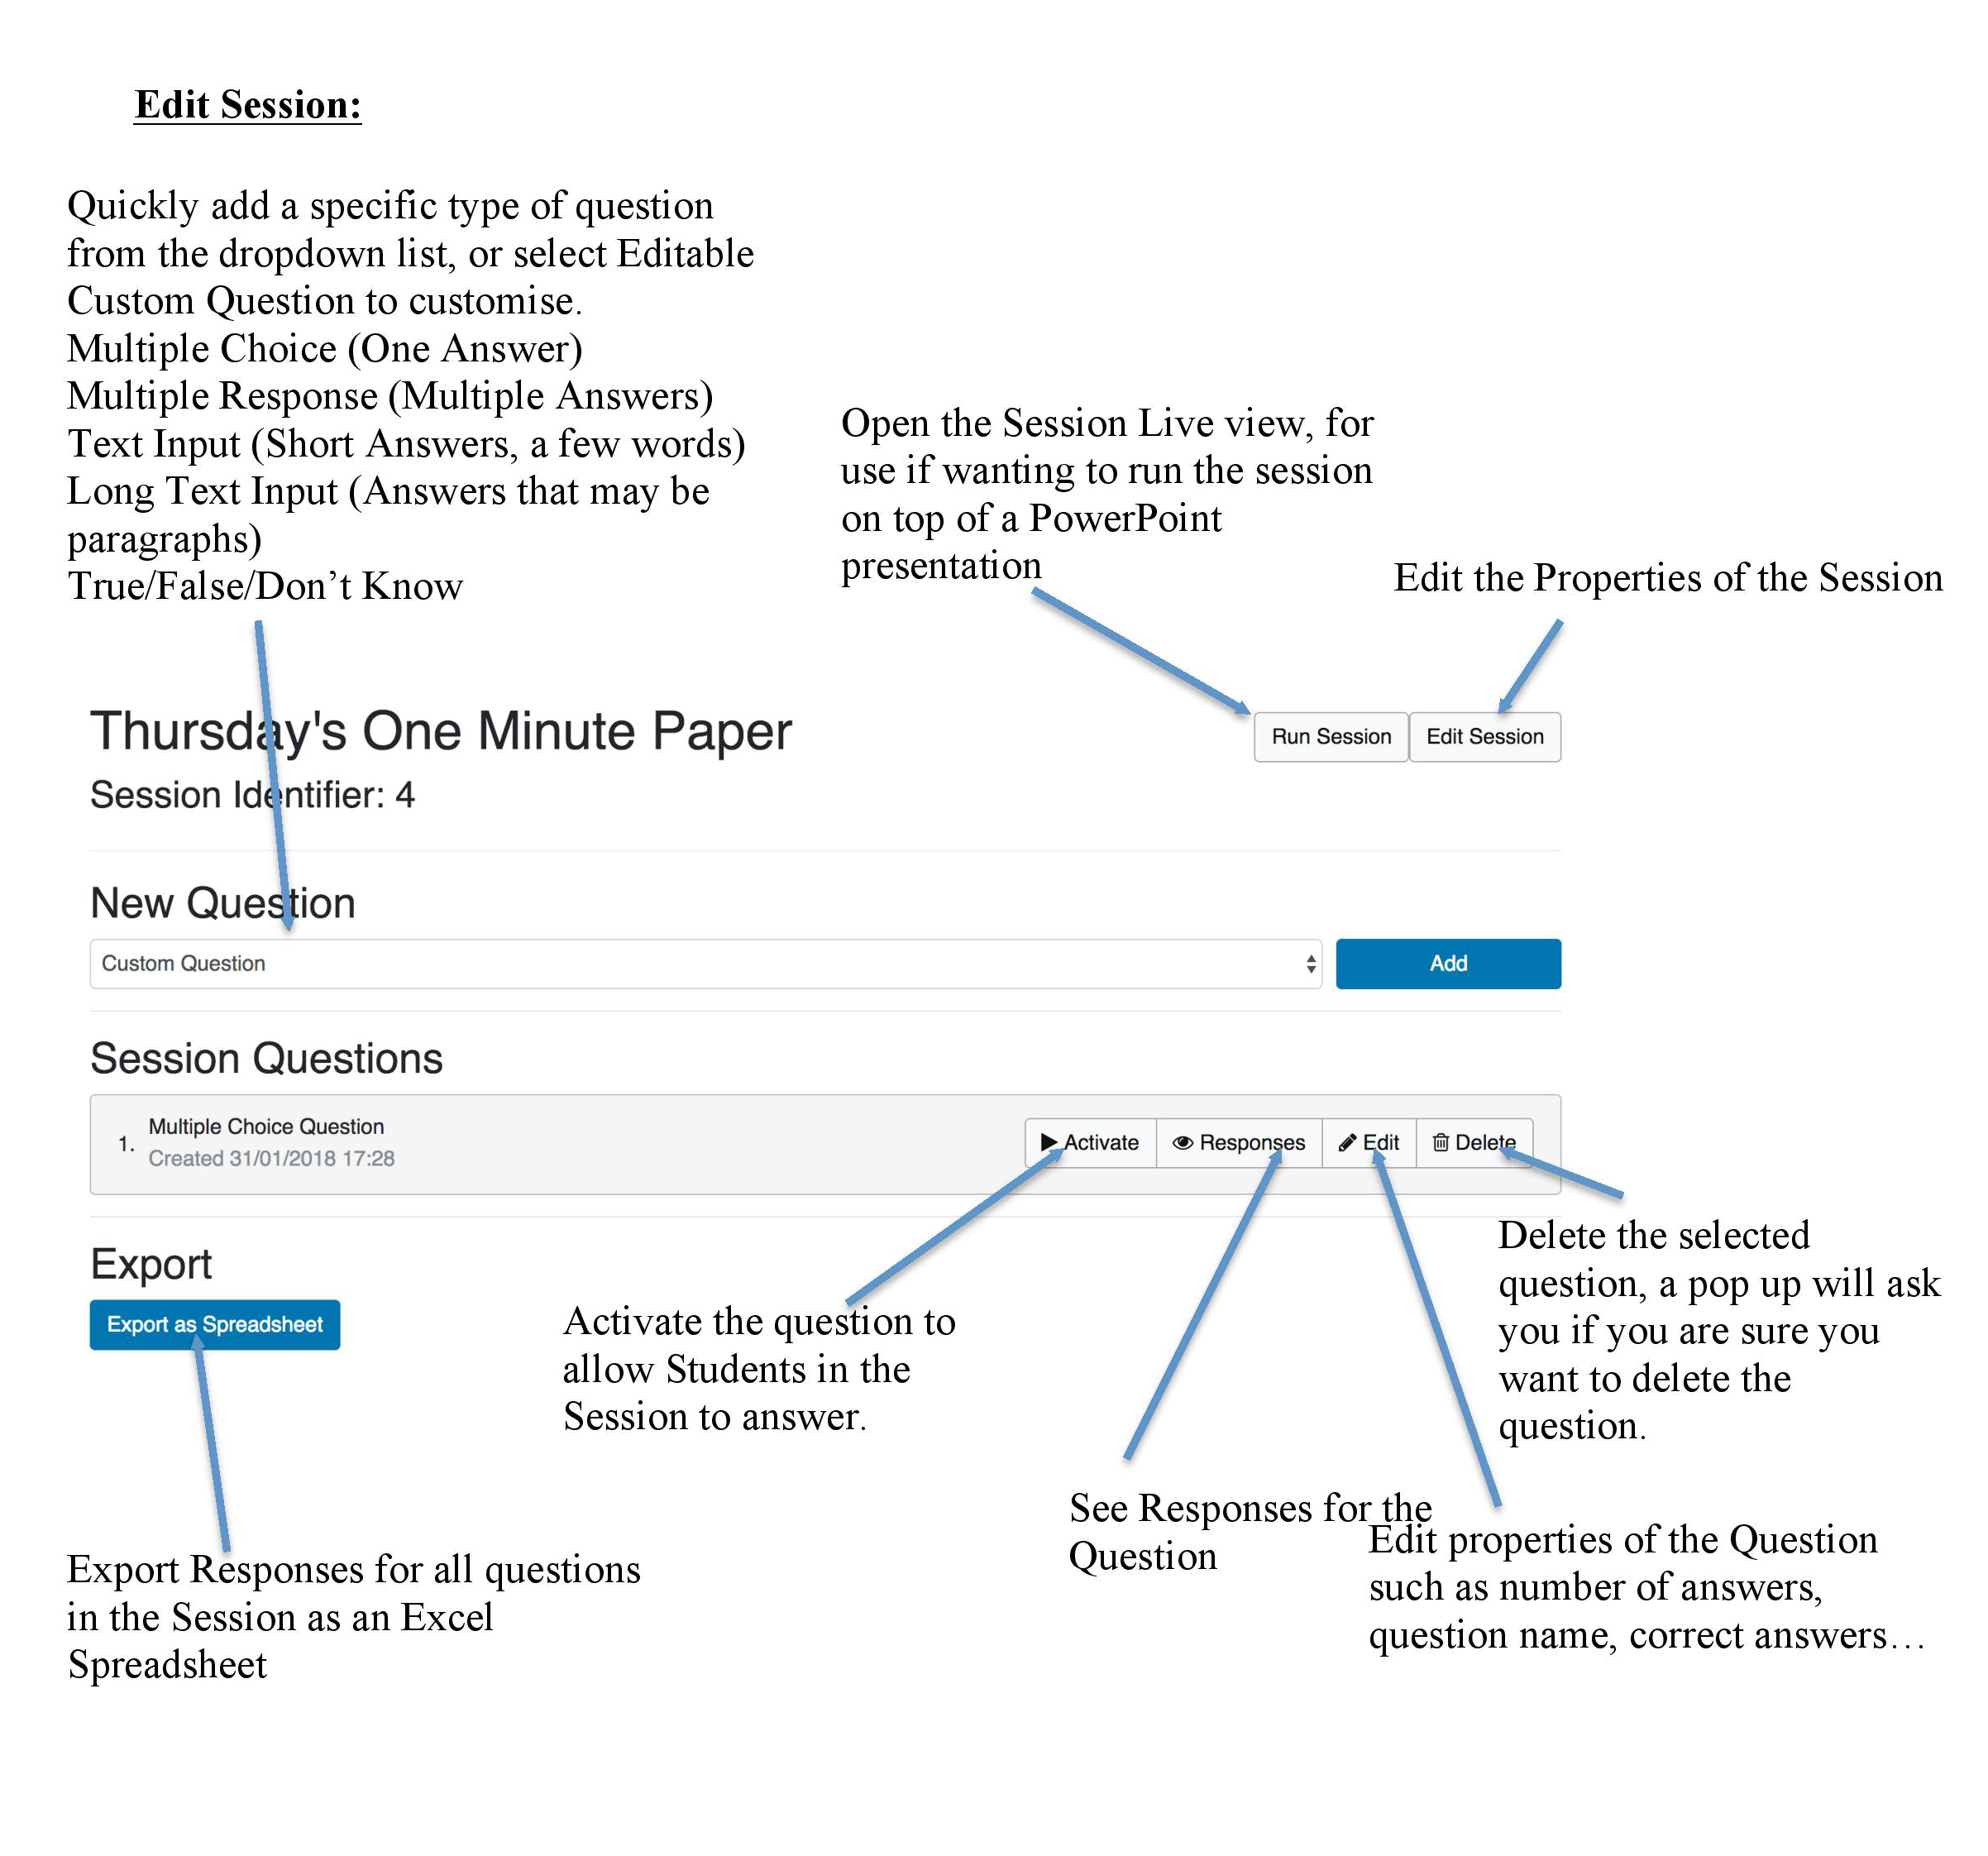 Edit Session:
Quickly add a specific type of question
from the dropdown list, or select Editable
Custom Question to customise.
Multiple Choice (One Answer)
Multiple Response (Multiple Answers)
Text Input (Short Answers, a few words)
Long Text Input (Answers that may be
paragraphs)
True/False/Don’t Know
Open the Session Live view, for
use if wanting to run the session
on top of a PowerPoint
presentation
Edit the Properties of the Session
Thursday's One Minute Paper
Run Session
Edit Session
Session Identifier: 4
New Question
Custom Question
Add
Session Questions
1.
Multiple Choice Question
Created 31/01/2018 17:28
Activate
Responses
Edit
Delete
Export
Export as Spreadsheet
Activate the question to
allow Students in the
Session to answer.
Delete the selected
question, a pop up will ask
you if you are sure you
want to delete the
question.
See Responses for the
Question
Edit properties of the Question
such as number of answers,
question name, correct answers…
Export Responses for all questions
in the Session as an Excel
Spreadsheet